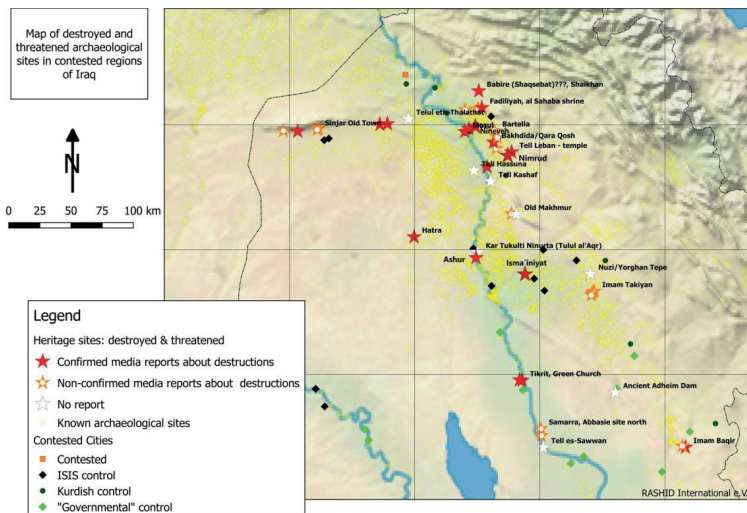 Map of destroyed and
threatened archaeological
sites in contested regions
of Iraq
N
0 25 50 75 100 km
Babire (Shaqsebat)???, Shaikhan
Fadiliyah, al Sahaba shrine
Telul eth-Thalathat
Sinjar Old Town
Mosul
Bartella
Nineveh
Bakhdida/Qara Qosh
Tell Leban - temple
Nimrud
Tell Hassuna
Tell Kashaf
Old Makhmur
Hatra
Kar Tukulti Ninurta (Tulul al'Aqr)
Ashur
Isma'iniyat
Nuzi/Yorghan Tepe
Imam Takiyan
Tikrit, Green Church
Ancient Adheim Dam
Samarra, Abbasie site north
Tell es-Sawwan
Imam Baqir
Legend
Heritage sites: destroyed & threatened
Confirmed media reports about destructions
Non-confirmed media reports about destructions
No report
Known archaeological sites
Contested Cities
Contested
ISIS control
Kurdish control
"Governmental" control
RASHID International e.V.